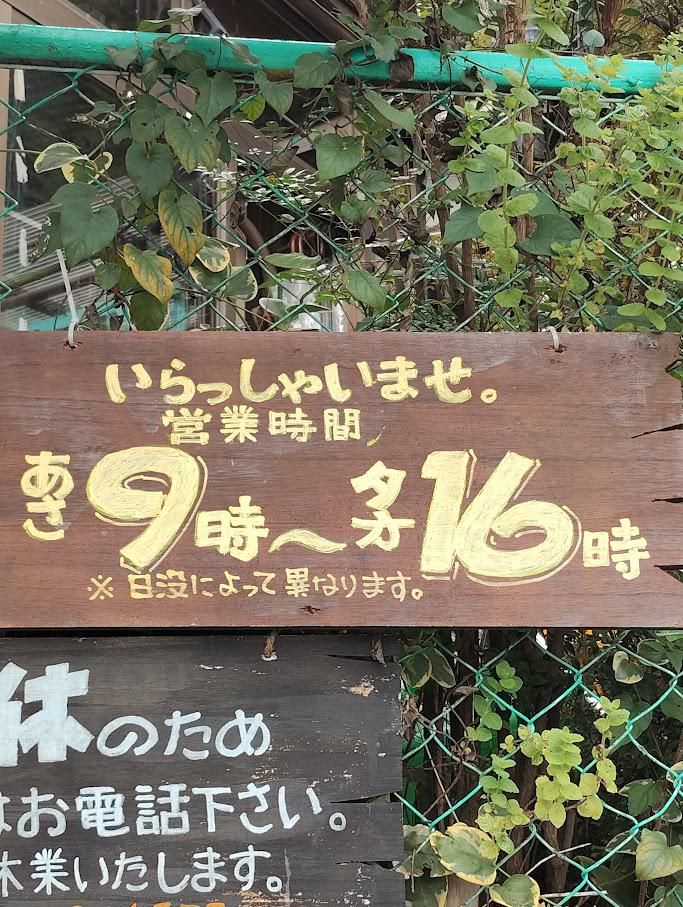 いらっしゃいませ。
営業時間
あさ9時〜夕方16時
※日没によって異なります。
休のため
はお電話下さい。
休業いたします。